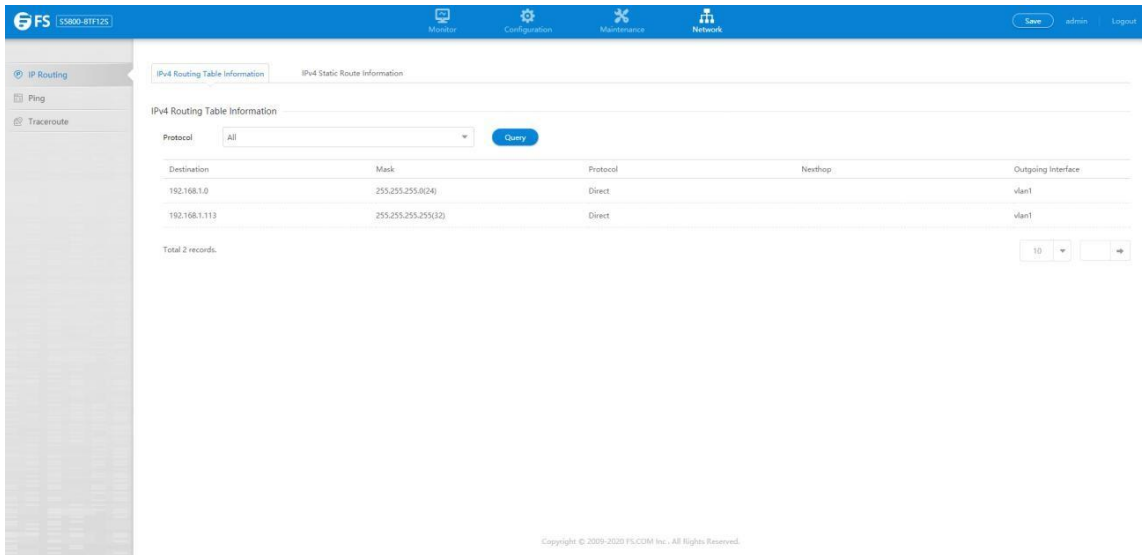 FS S5800-8TF12S
Monitor
Configuration
Maintenance
Network
Save
admin
Logout
IP Routing
Ping
Traceroute
IPv4 Routing Table Information
IPv4 Static Route Information
IPv4 Routing Table Information
Protocol All Query
Destination Mask Protocol Nexthop Outgoing Interface
192.168.1.0 255.255.255.0(24) Direct vlan1
192.168.1.113 255.255.255.255(32) Direct vlan1
Total 2 records.
10
Copyright © 2009-2020 FS.COM Inc . All Rights Reserved.